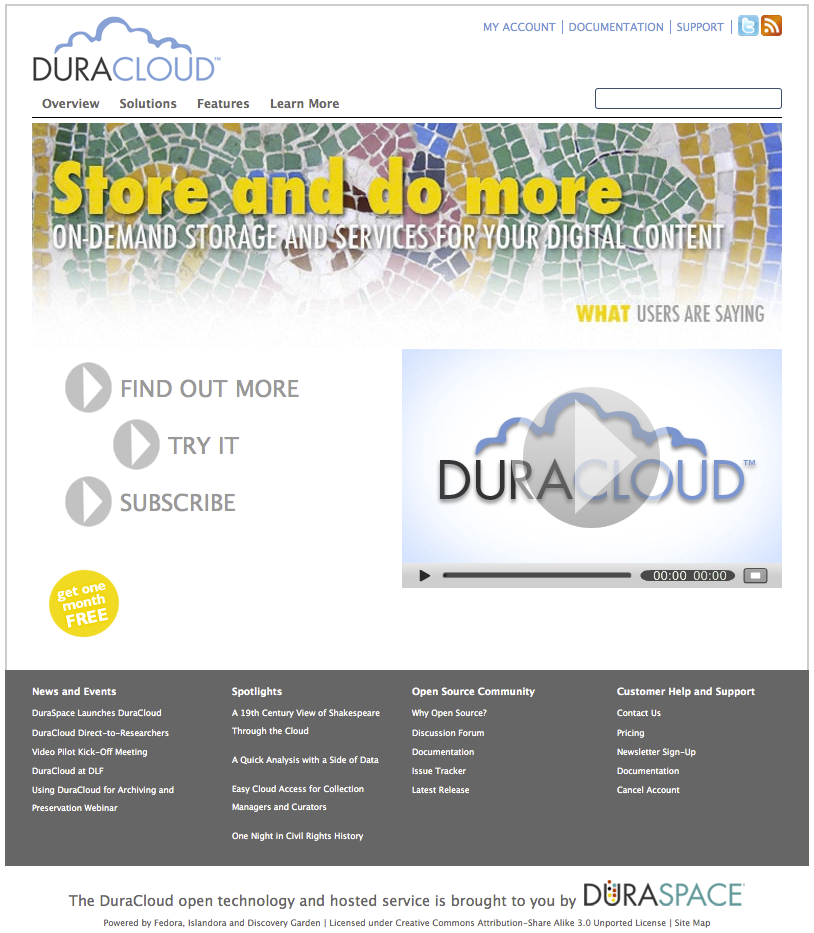 MY ACCOUNT | DOCUMENTATION | SUPPORT |
DURACLOUD™
Overview Solutions Features Learn More
Store and do more
ON-DEMAND STORAGE AND SERVICES FOR YOUR DIGITAL CONTENT
WHAT USERS ARE SAYING
FIND OUT MORE
TRY IT
SUBSCRIBE
get one
month
FREE
DURACLOUD™
00:00 00:00
News and Events
DuraSpace Launches DuraCloud
DuraCloud Direct-to-Researchers
Video Pilot Kick-Off Meeting
DuraCloud at DLF
Using DuraCloud for Archiving and
Preservation Webinar
Spotlights
A 19th Century View of Shakespeare
Through the Cloud
A Quick Analysis with a Side of Data
Easy Cloud Access for Collection
Managers and Curators
One Night in Civil Rights History
Open Source Community
Why Open Source?
Discussion Forum
Documentation
Issue Tracker
Latest Release
Customer Help and Support
Contact Us
Pricing
Newsletter Sign-Up
Documentation
Cancel Account
The DuraCloud open technology and hosted service is brought to you by DURASPACE
Powered by Fedora, Islandora and Discovery Garden | Licensed under Creative Commons Attribution-Share Alike 3.0 Unported License | Site Map